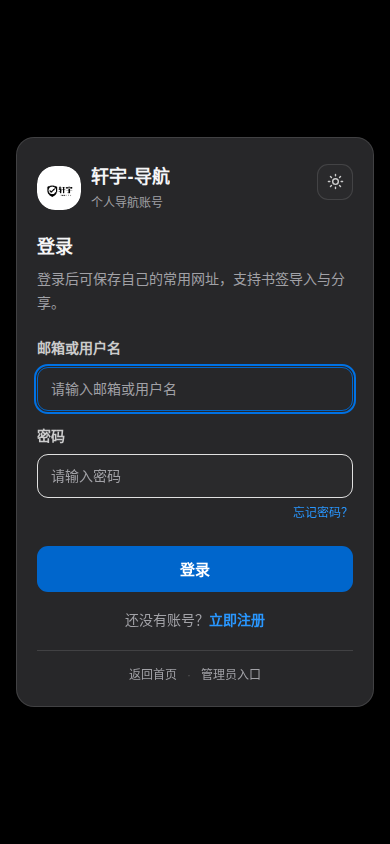 轩宇
轩宇-导航
个人导航账号
登录
登录后可保存自己的常用网址，支持书签导入与分
享。
邮箱或用户名
请输入邮箱或用户名
密码
请输入密码
忘记密码?
登录
还没有账号? 立即注册
返回首页 · 管理员入口